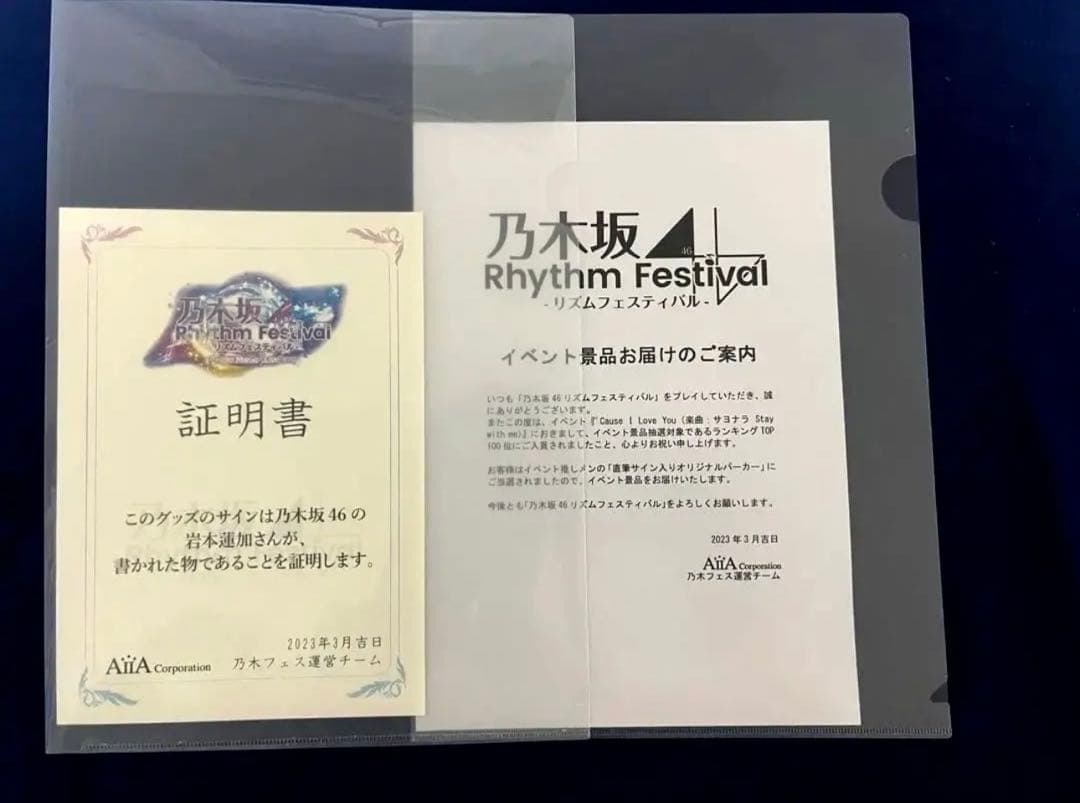 乃木坂
Rhythm Festival
リズムフェスティバル
証明書
このグッズのサインは乃木坂46の
岩本蓮加さんが、
書かれた物であることを証明します。
2023年3月吉日
AiiA Corporation
乃木フェス運営チーム
乃木坂46
Rhythm Festival
- リズムフェスティバル -
イベント景品お届けのご案内
いつも「乃木坂46リズムフェスティバル」をプレイしていただき、誠
にありがとうございます。
またこの度は、イベント『'Cause I Love You（楽曲：サヨナラ Stay
with me)』におきまして、イベント景品抽選対象であるランキングTOP
100位にご入賞されましたこと、心よりお祝い申し上げます。
お客様はイベント推しメンの「直筆サイン入りオリジナルパーカー」に
ご当選されましたので、イベント景品をお届けいたします。
今後とも「乃木坂46リズムフェスティバル」をよろしくお願いします。
2023年3月吉日
AiiA Corporation
乃木フェス運営チーム